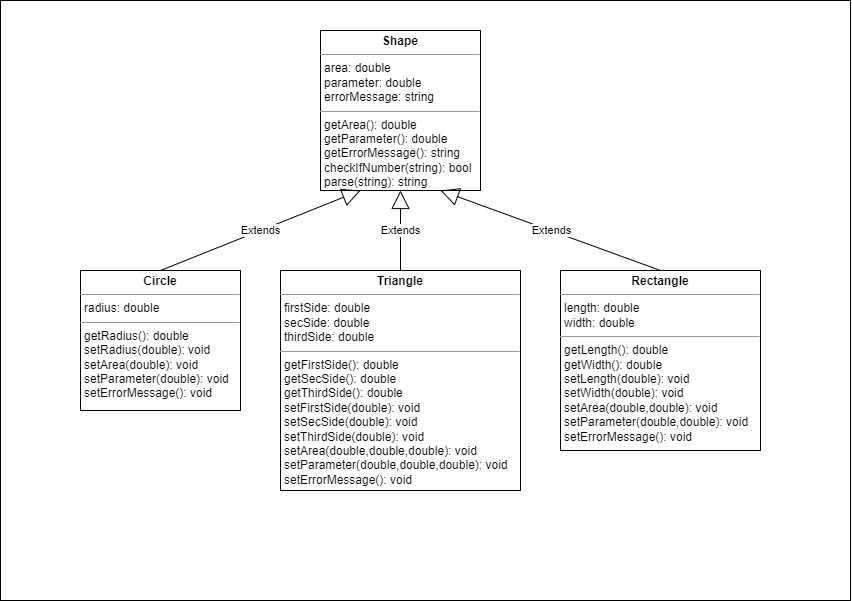 Shape
area: double
parameter: double
errorMessage: string
getArea(): double
getParameter(): double
getErrorMessage(): string
checkIfNumber(string): bool
parse(string): string
Extends
Extends
Extends
Circle
radius: double
getRadius(): double
setRadius(double): void
setArea(double): void
setParameter(double): void
setErrorMessage(): void
Triangle
firstSide: double
secSide: double
thirdSide: double
getFirstSide(): double
getSecSide(): double
getThirdSide(): double
setFirstSide(double): void
setSecSide(double): void
setThirdSide(double): void
setArea(double,double,double): void
setParameter(double,double,double): void
setErrorMessage(): void
Rectangle
length: double
width: double
getLength(): double
getWidth(): double
setLength(double): void
setWidth(double): void
setArea(double,double): void
setParameter(double,double): void
setErrorMessage(): void